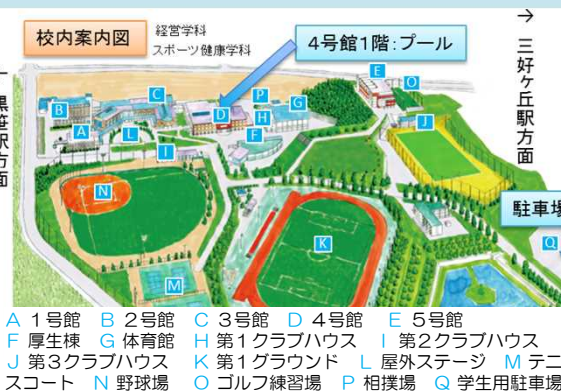 校内案内図
経営学科
スポーツ健康学科
4号館1階:プール
→
三好ヶ丘駅方面
黒笹駅方面
駐車場
A
B
C
D
E
F
G
H
I
J
K
L
M
N
O
P
Q
A 1号館 B 2号館 C 3号館 D 4号館 E 5号館
F 厚生棟 G 体育館 H 第1クラブハウス I 第2クラブハウス
J 第3クラブハウス K 第1グラウンド L 屋外ステージ M テニ
スコート N 野球場 O ゴルフ練習場 P 相撲場 Q 学生用駐車場